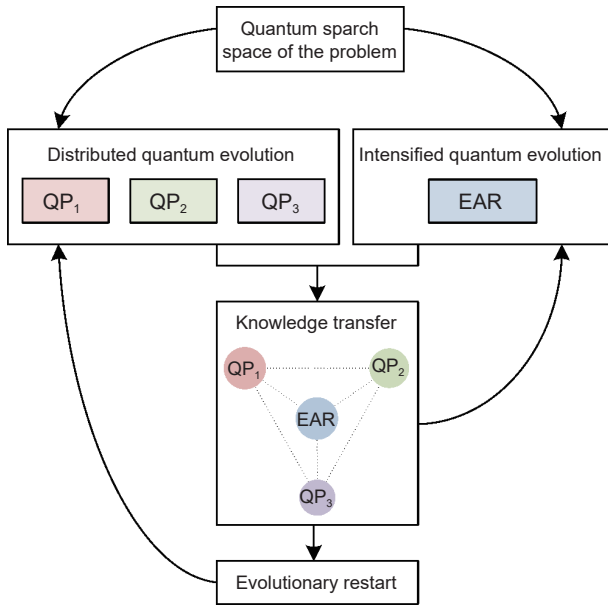 Quantum sparch
space of the problem
Distributed quantum evolution
QP₁ QP₂ QP₃
Intensified quantum evolution
EAR
Knowledge transfer
QP₁ QP₂
EAR
QP₃
Evolutionary restart